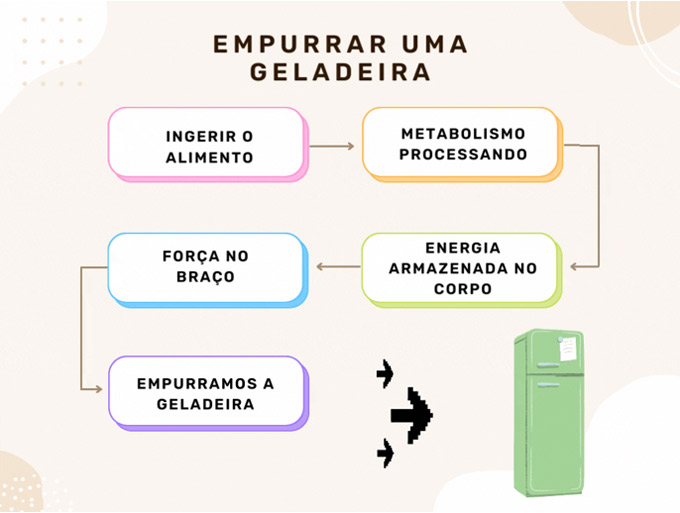 EMPURRAR UMA
GELADEIRA
INGERIR O
ALIMENTO
METABOLISMO
PROCESSANDO
ENERGIA
ARMAZENADA NO
CORPO
FORÇA NO
BRAÇO
EMPURRAMOS A
GELADEIRA